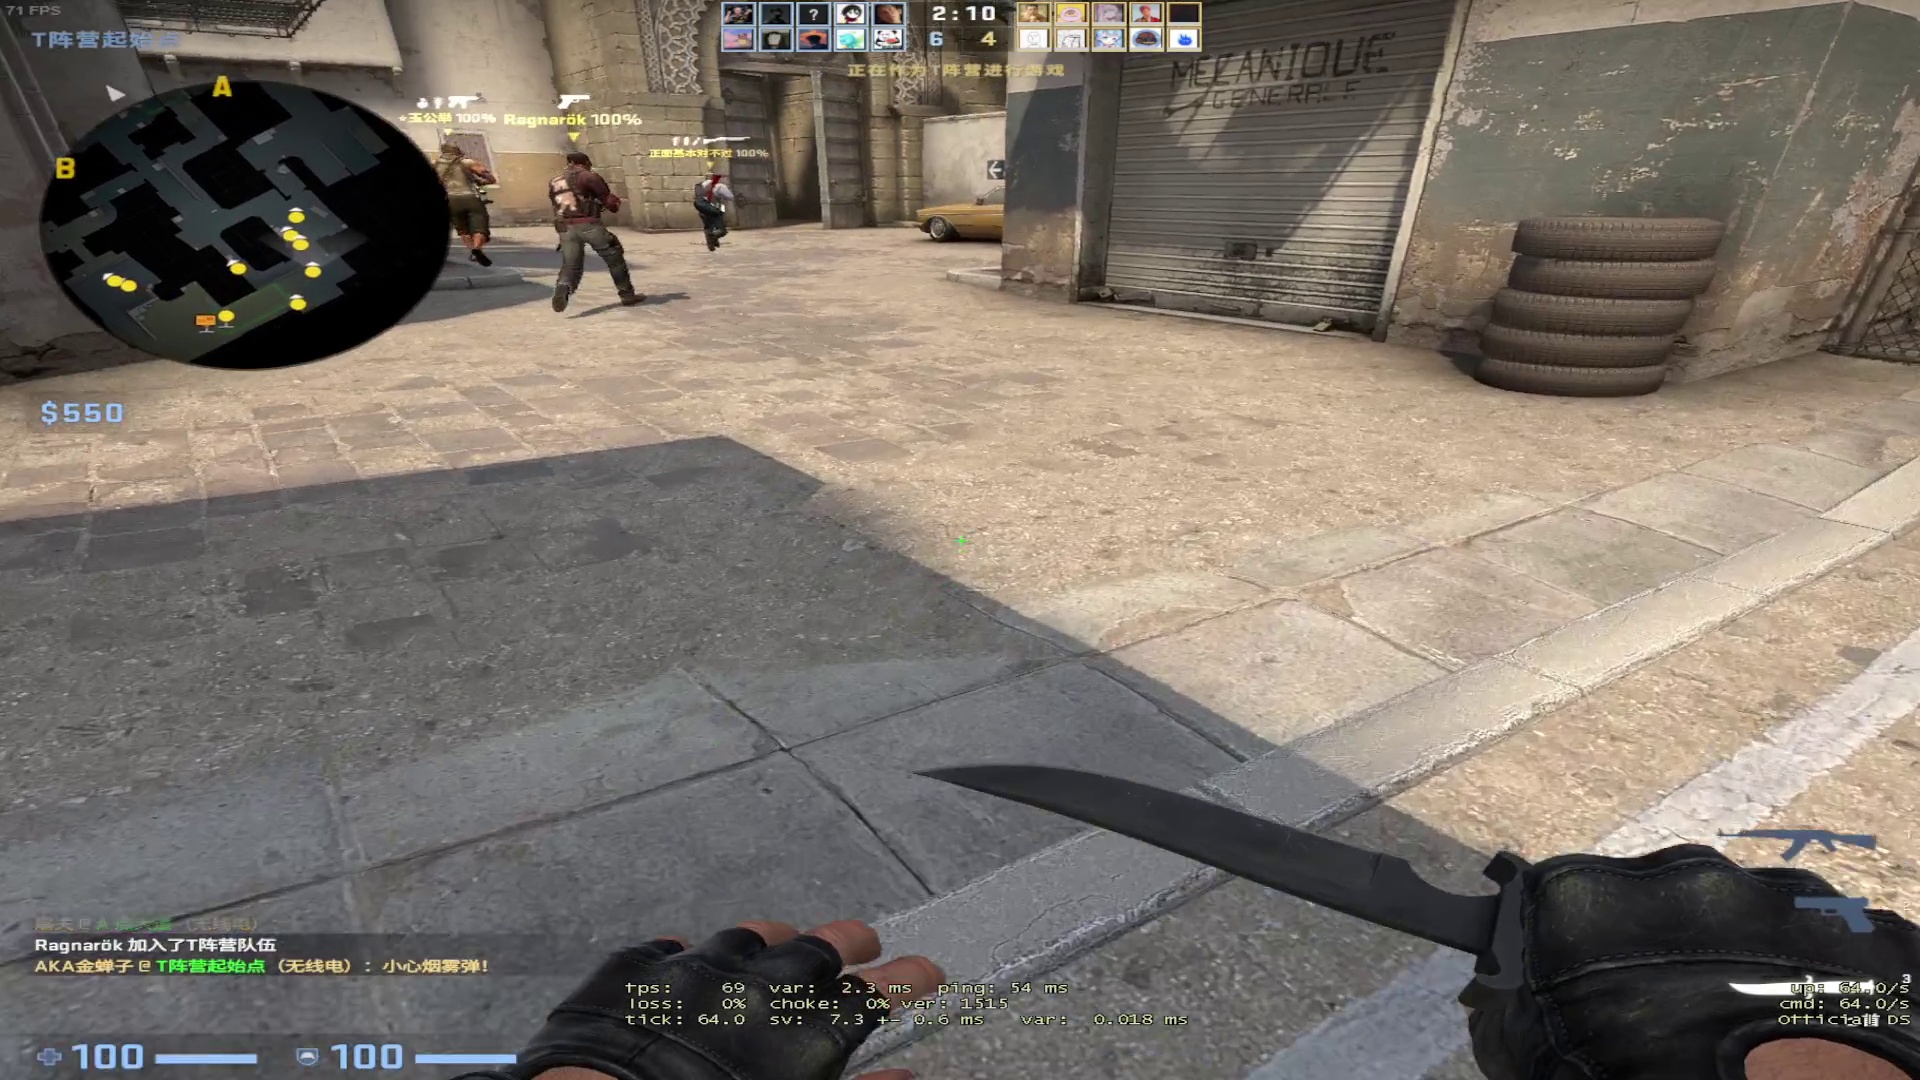 71 FPS
T阵营起始点
A
B
2:10
6 4
?
正在作为T阵营进行游戏
MECANIQUE
GENERALE
100%
Ragnarök 100%
正面基本对不过 100%
$550
Ragnarök 加入了T阵营队伍
AKA金蝉子 @ T阵营起始点 (无线电) : 小心烟雾弹!
fps: 69 var: 2.3 ms ping: 54 ms
loss: 0% choke: 0% ver: 1515
tick: 64.0 sv: 7.3 +- 0.6 ms var: 0.018 ms
3
up: 64.0/s
cmd: 64.0/s
DS
100 100